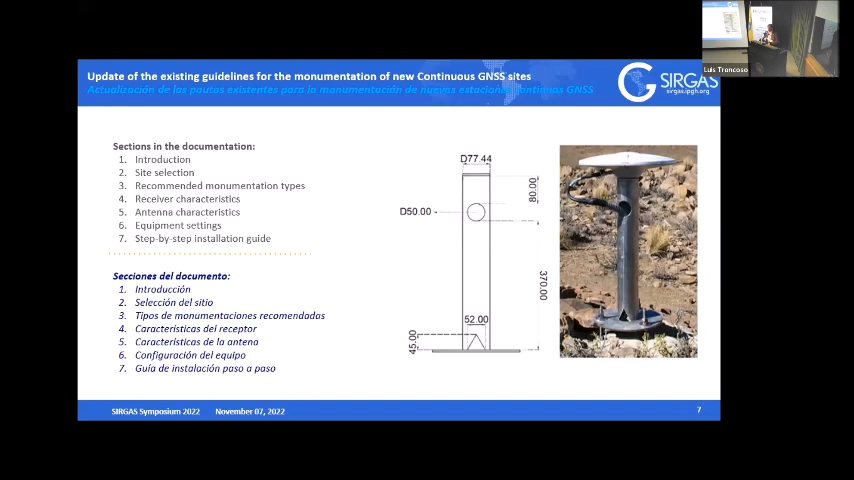 Luis Troncoso
Update of the existing guidelines for the monumentation of new Continuous GNSS sites
Actualización de las pautas existentes para la monumentación de nuevas estaciones continuas GNSS
SIRGAS
sirgas.ipgh.org
Sections in the documentation:
1. Introduction
2. Site selection
3. Recommended monumentation types
4. Receiver characteristics
5. Antenna characteristics
6. Equipment settings
7. Step-by-step installation guide
Secciones del documento:
1. Introducción
2. Selección del sitio
3. Tipos de monumentaciones recomendadas
4. Características del receptor
5. Características de la antena
6. Configuración del equipo
7. Guía de instalación paso a paso
D77.44
80.00
D50.00
370.00
52.00
45.00
SIRGAS Symposium 2022 November 07, 2022
7